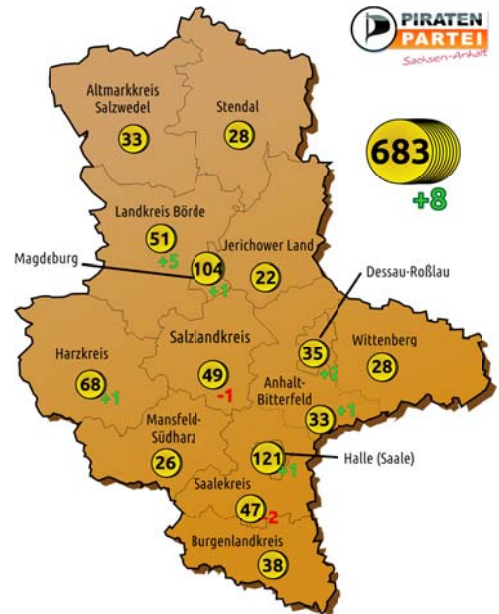 PIRATEN
PARTEI
Sachsen-Anhalt
Altmarkkreis
Salzwedel
33
Stendal
28
683
+8
Landkreis Börde
51
+5
Magdeburg
104
+1
Jerichower Land
22
Dessau-Roßlau
35
Wittenberg
28
Harzkreis
68
+1
Salzlandkreis
49
-1
Anhalt-
Bitterfeld
33
+1
Mansfeld-
Südharz
26
121
+1
Halle (Saale)
Saalekreis
47
-2
Burgenlandkreis
38